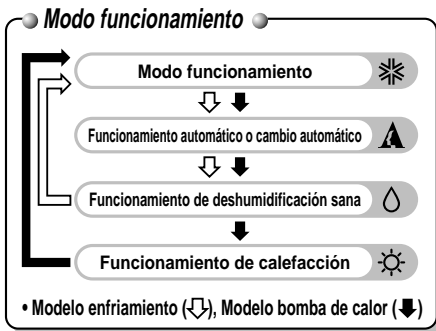 Modo funcionamiento
Modo funcionamiento
Funcionamiento automático o cambio automático
Funcionamiento de deshumidificación sana
Funcionamiento de calefacción
• Modelo enfriamiento (), Modelo bomba de calor ()